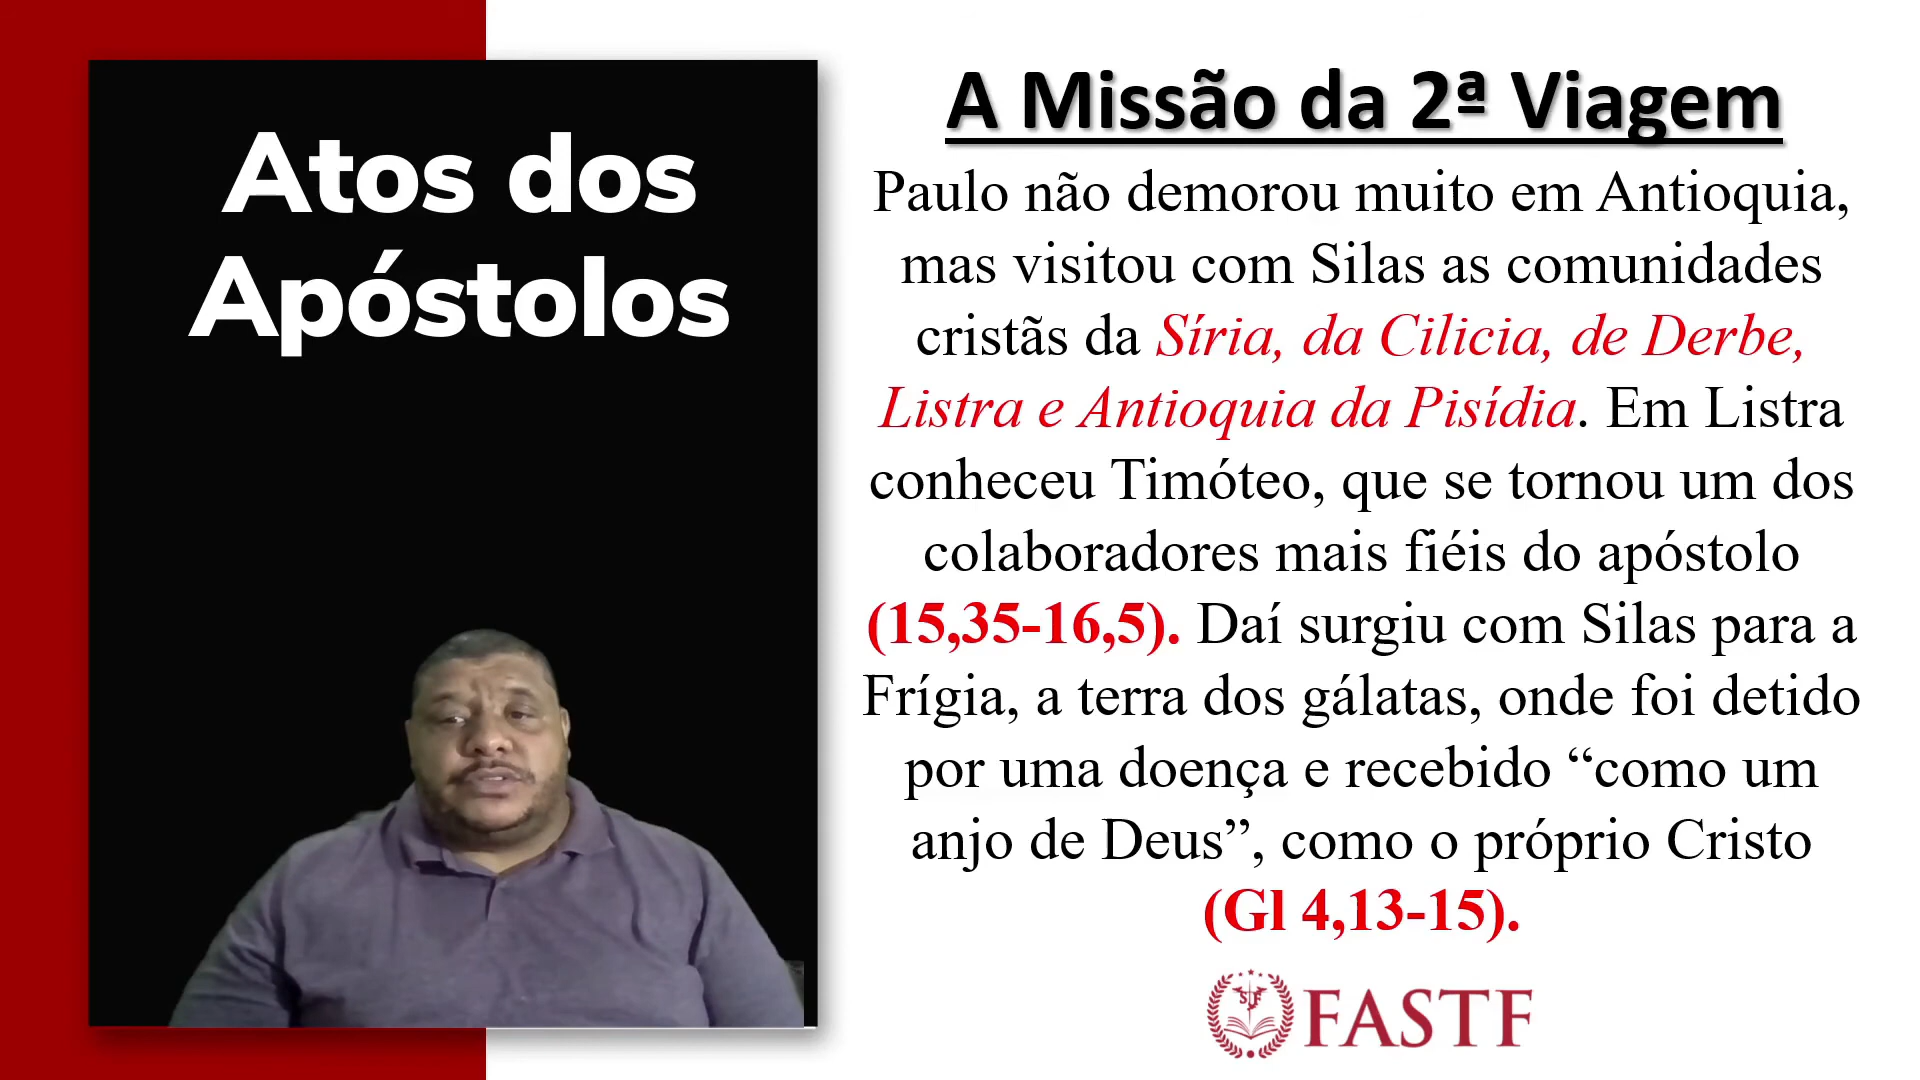 Atos dos
Apóstolos
A Missão da 2ª Viagem
Paulo não demorou muito em Antioquia,
mas visitou com Silas as comunidades
cristãs da Síria, da Cilicia, de Derbe,
Listra e Antioquia da Pisídia. Em Listra
conheceu Timóteo, que se tornou um dos
colaboradores mais fiéis do apóstolo
(15,35-16,5). Daí surgiu com Silas para a
Frígia, a terra dos gálatas, onde foi detido
por uma doença e recebido “como um
anjo de Deus”, como o próprio Cristo
(Gl 4,13-15).
FASTF